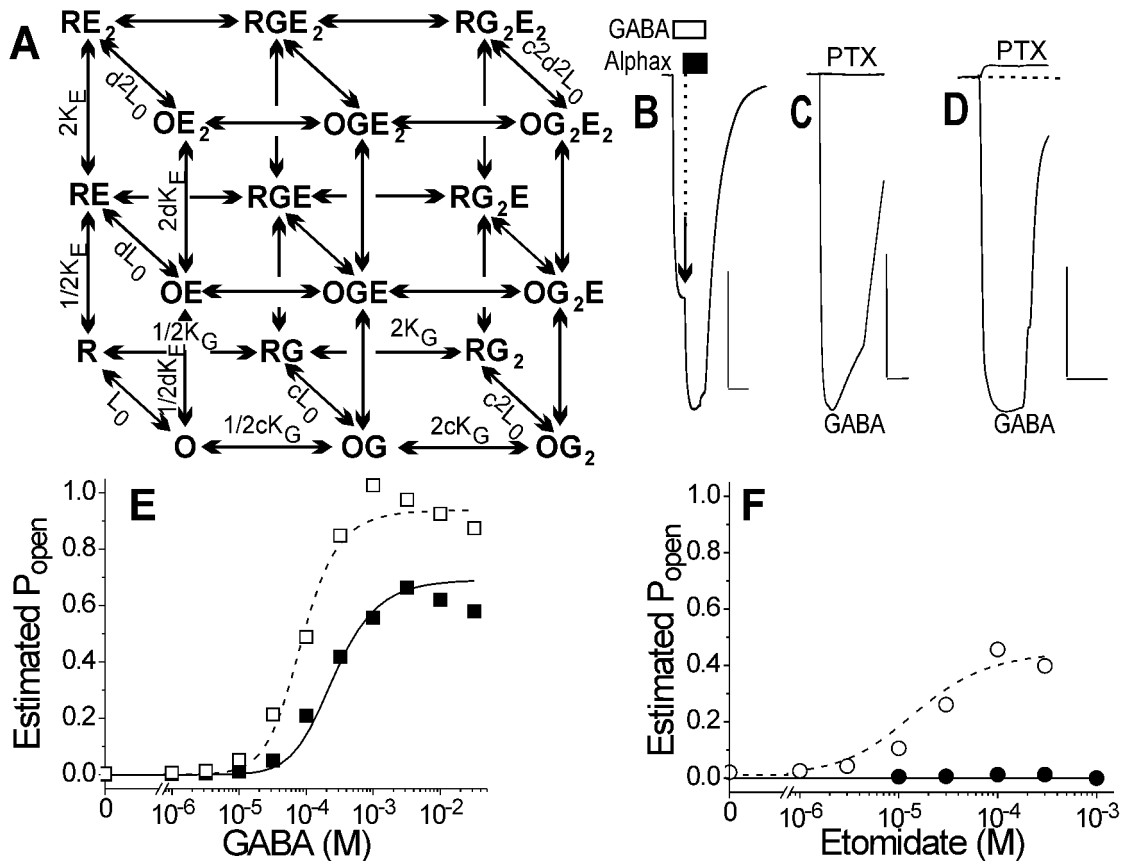 A
RE2 RGE2 RG2E2
d2L0 c2d2L0
2KE
OE2 OGE2 OG2E2
RE RGE RG2E
2dKE
dL0
1/2KE
OE OGE OG2E
1/2KG 2KG
R RG RG2
1/2dKE
L0 cL0 c2L0
1/2cKG 2cKG
O OG OG2
GABA
Alphax
B
C
PTX
GABA
D
PTX
GABA
E
Estimated Popen
1.0
0.8
0.6
0.4
0.2
0.0
0 10-6 10-5 10-4 10-3 10-2
GABA (M)
F
Estimated Popen
1.0
0.8
0.6
0.4
0.2
0.0
0 10-6 10-5 10-4 10-3
Etomidate (M)